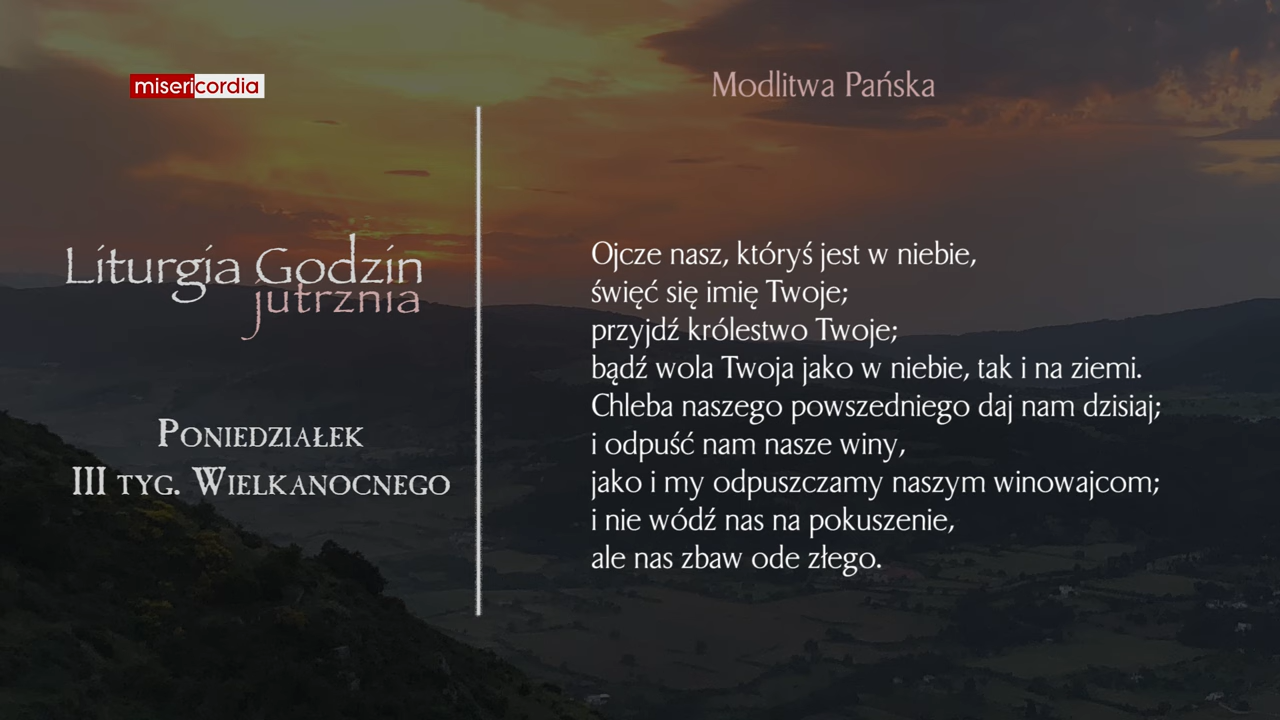 misericordia
Liturgia Godzin
jutrznia
Poniedziałek
III tyg. Wielkanocnego
Modlitwa Pańska
Ojcze nasz, któryś jest w niebie,
święć się imię Twoje;
przyjdź królestwo Twoje;
bądź wola Twoja jako w niebie, tak i na ziemi.
Chleba naszego powszedniego daj nam dzisiaj;
i odpuść nam nasze winy,
jako i my odpuszczamy naszym winowajcom;
i nie wódź nas na pokuszenie,
ale nas zbaw ode złego.